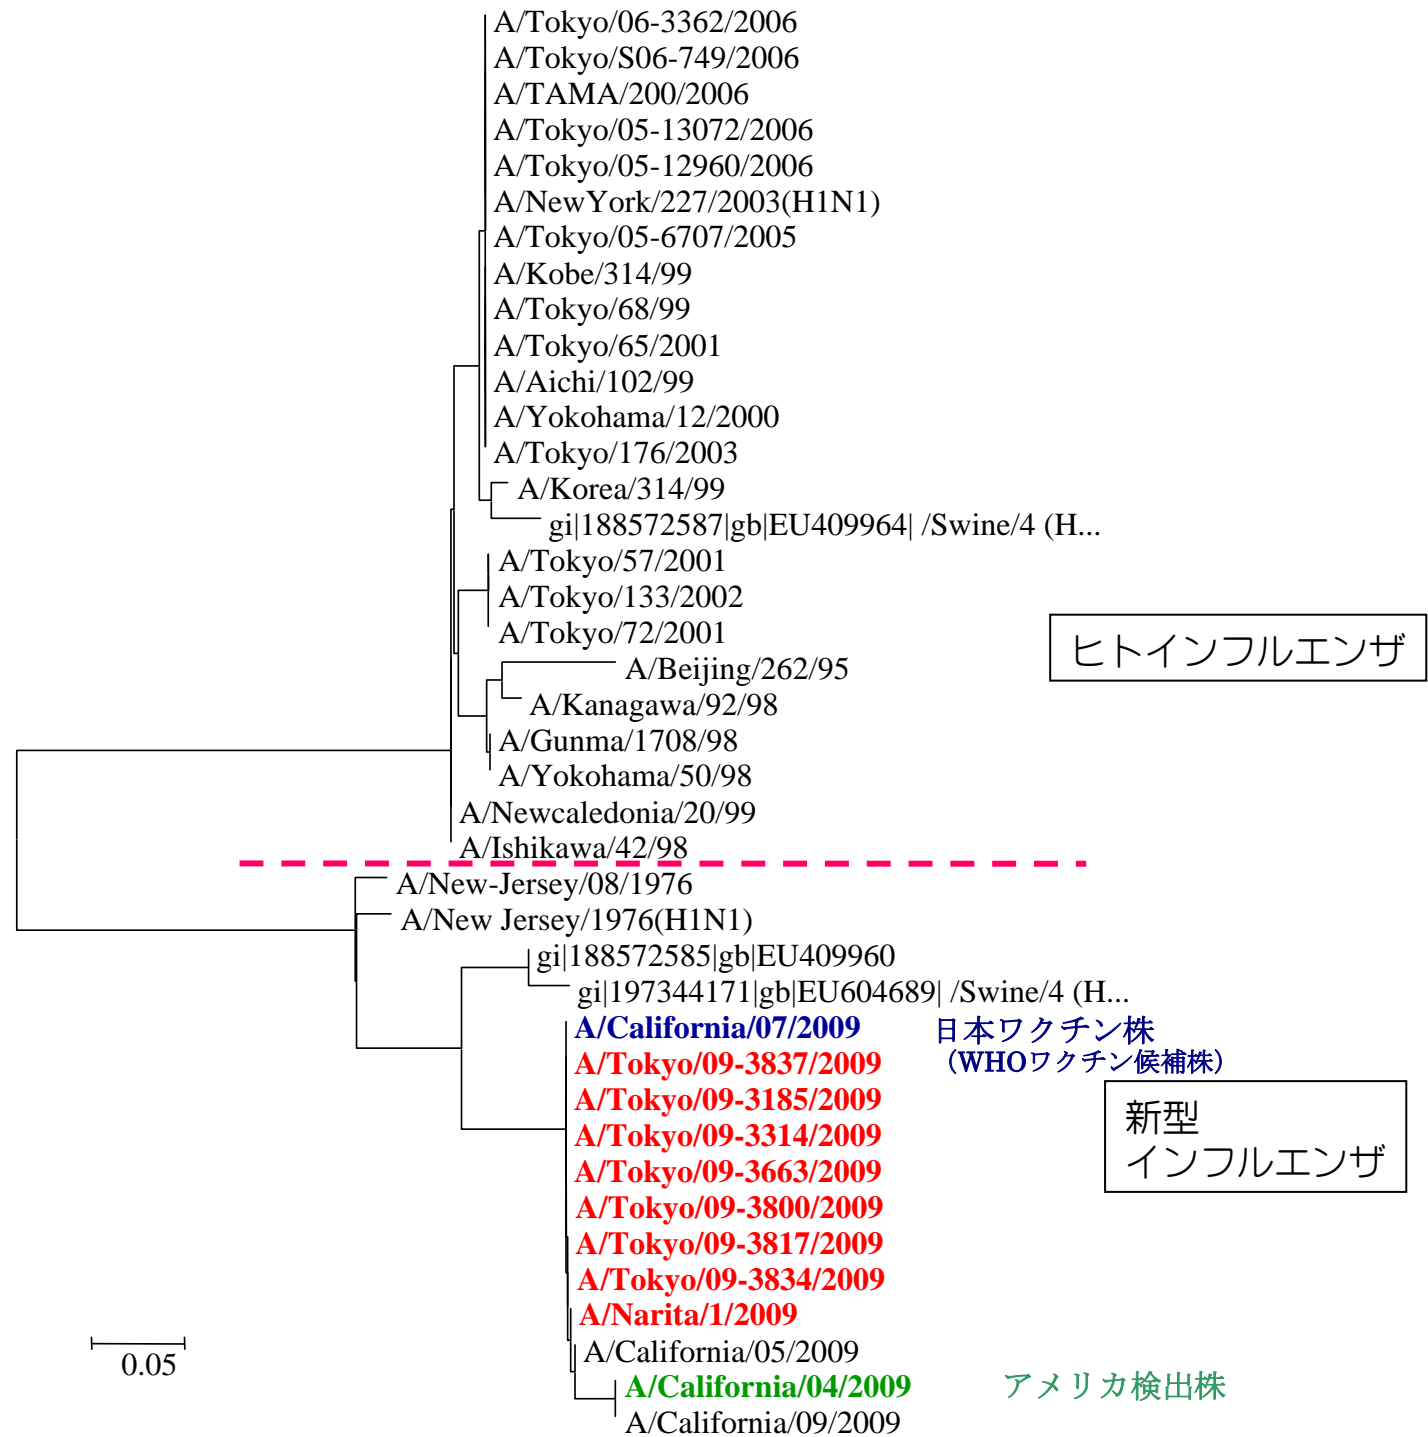 A/Tokyo/06-3362/2006
A/Tokyo/S06-749/2006
A/TAMA/200/2006
A/Tokyo/05-13072/2006
A/Tokyo/05-12960/2006
A/NewYork/227/2003(H1N1)
A/Tokyo/05-6707/2005
A/Kobe/314/99
A/Tokyo/68/99
A/Tokyo/65/2001
A/Aichi/102/99
A/Yokohama/12/2000
A/Tokyo/176/2003
A/Korea/314/99
gi|188572587|gb|EU409964| /Swine/4 (H...
A/Tokyo/57/2001
A/Tokyo/133/2002
A/Tokyo/72/2001
ヒトインフルエンザ
A/Beijing/262/95
A/Kanagawa/92/98
A/Gunma/1708/98
A/Yokohama/50/98
A/Newcaledonia/20/99
A/Ishikawa/42/98
A/New-Jersey/08/1976
A/New Jersey/1976(H1N1)
gi|188572585|gb|EU409960
gi|197344171|gb|EU604689| /Swine/4 (H...
A/California/07/2009 日本ワクチン株
（WHOワクチン候補株）
A/Tokyo/09-3837/2009
A/Tokyo/09-3185/2009
新型
インフルエンザ
A/Tokyo/09-3314/2009
A/Tokyo/09-3663/2009
A/Tokyo/09-3800/2009
A/Tokyo/09-3817/2009
A/Tokyo/09-3834/2009
A/Narita/1/2009
A/California/05/2009
0.05
A/California/04/2009 アメリカ検出株
A/California/09/2009